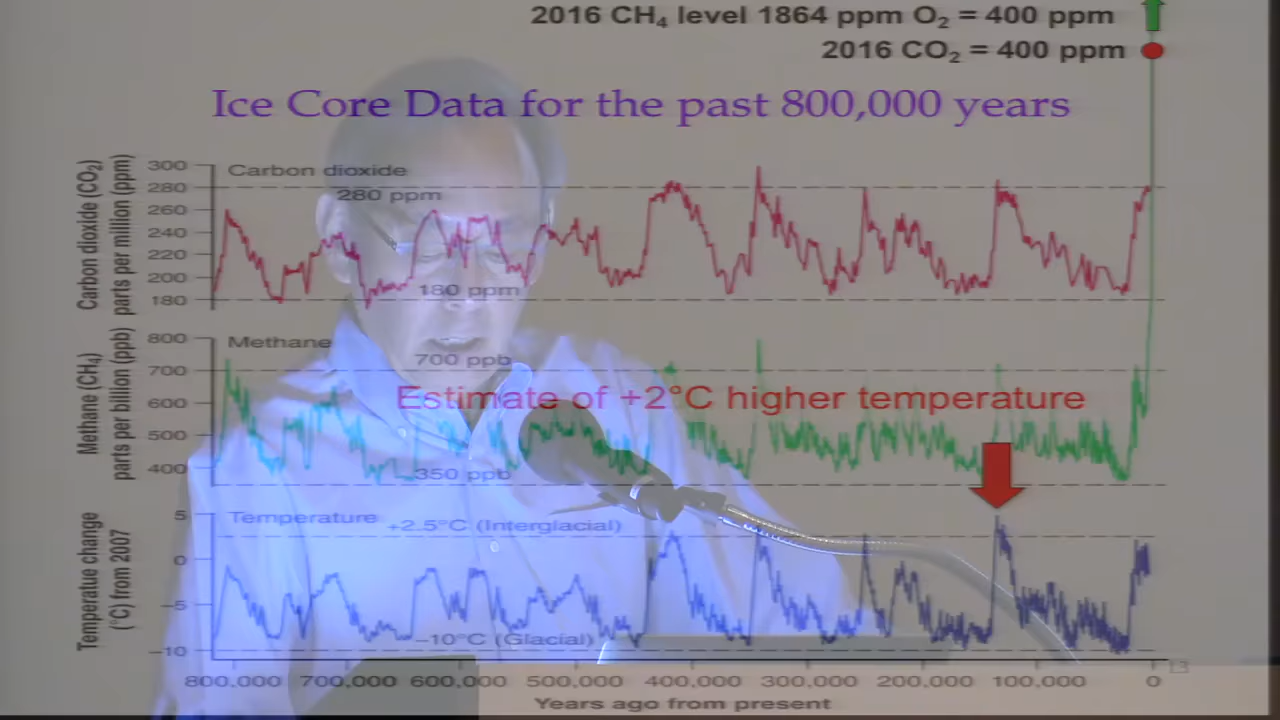 2016 CH₄ level 1864 ppm O₂ = 400 ppm
2016 CO₂ = 400 ppm
Ice Core Data for the past 800,000 years
Carbon dioxide (CO₂)
parts per million (ppm)
300
280
260
240
220
200
180
Carbon dioxide
280 ppm
180 ppm
Methane (CH₄)
parts per billion (ppb)
800
700
600
500
400
Methane
700 ppb
Estimate of +2°C higher temperature
350 ppb
Temperatue change
(°C) from 2007
5
0
−5
−10
Temperature
+2.5°C (Interglacial)
−10°C (Glacial)
800,000 700,000 600,000 500,000 400,000 300,000 200,000 100,000 0
Years ago from present
13